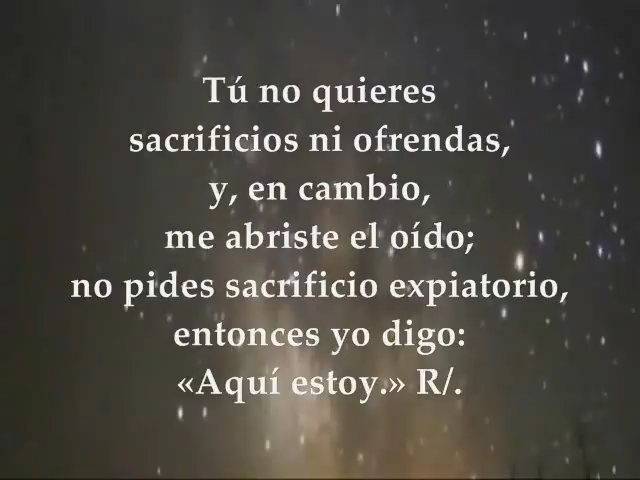 Tú no quieres
sacrificios ni ofrendas,
y, en cambio,
me abriste el oído;
no pides sacrificio expiatorio,
entonces yo digo:
«Aquí estoy.» R/.